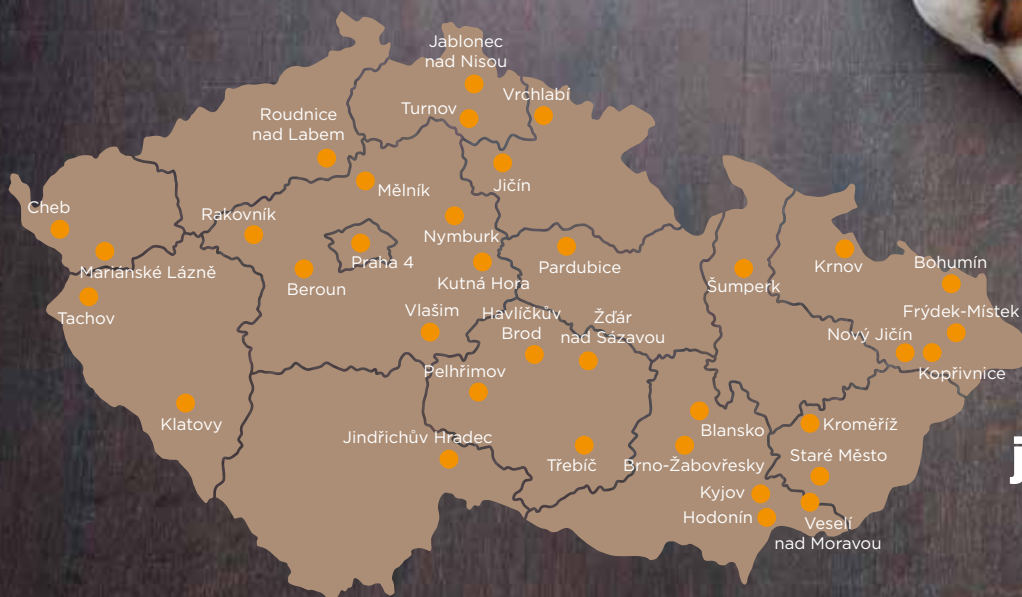 Jablonec
nad Nisou
Turnov
Vrchlabí
Roudnice
nad Labem
Mělník
Jičín
Cheb
Rakovník
Nymburk
Mariánské Lázně
Praha 4
Beroun
Kutná Hora
Pardubice
Šumperk
Krnov
Bohumín
Tachov
Vlašim
Havlíčkův
Brod
Žďár
nad Sázavou
Frýdek-Místek
Nový Jičín
Kopřivnice
Pelhřimov
Klatovy
Jindřichův Hradec
Třebíč
Blansko
Brno-Žabovřesky
Kroměříž
Staré Město
Kyjov
Hodonín
Veselí
nad Moravou
j